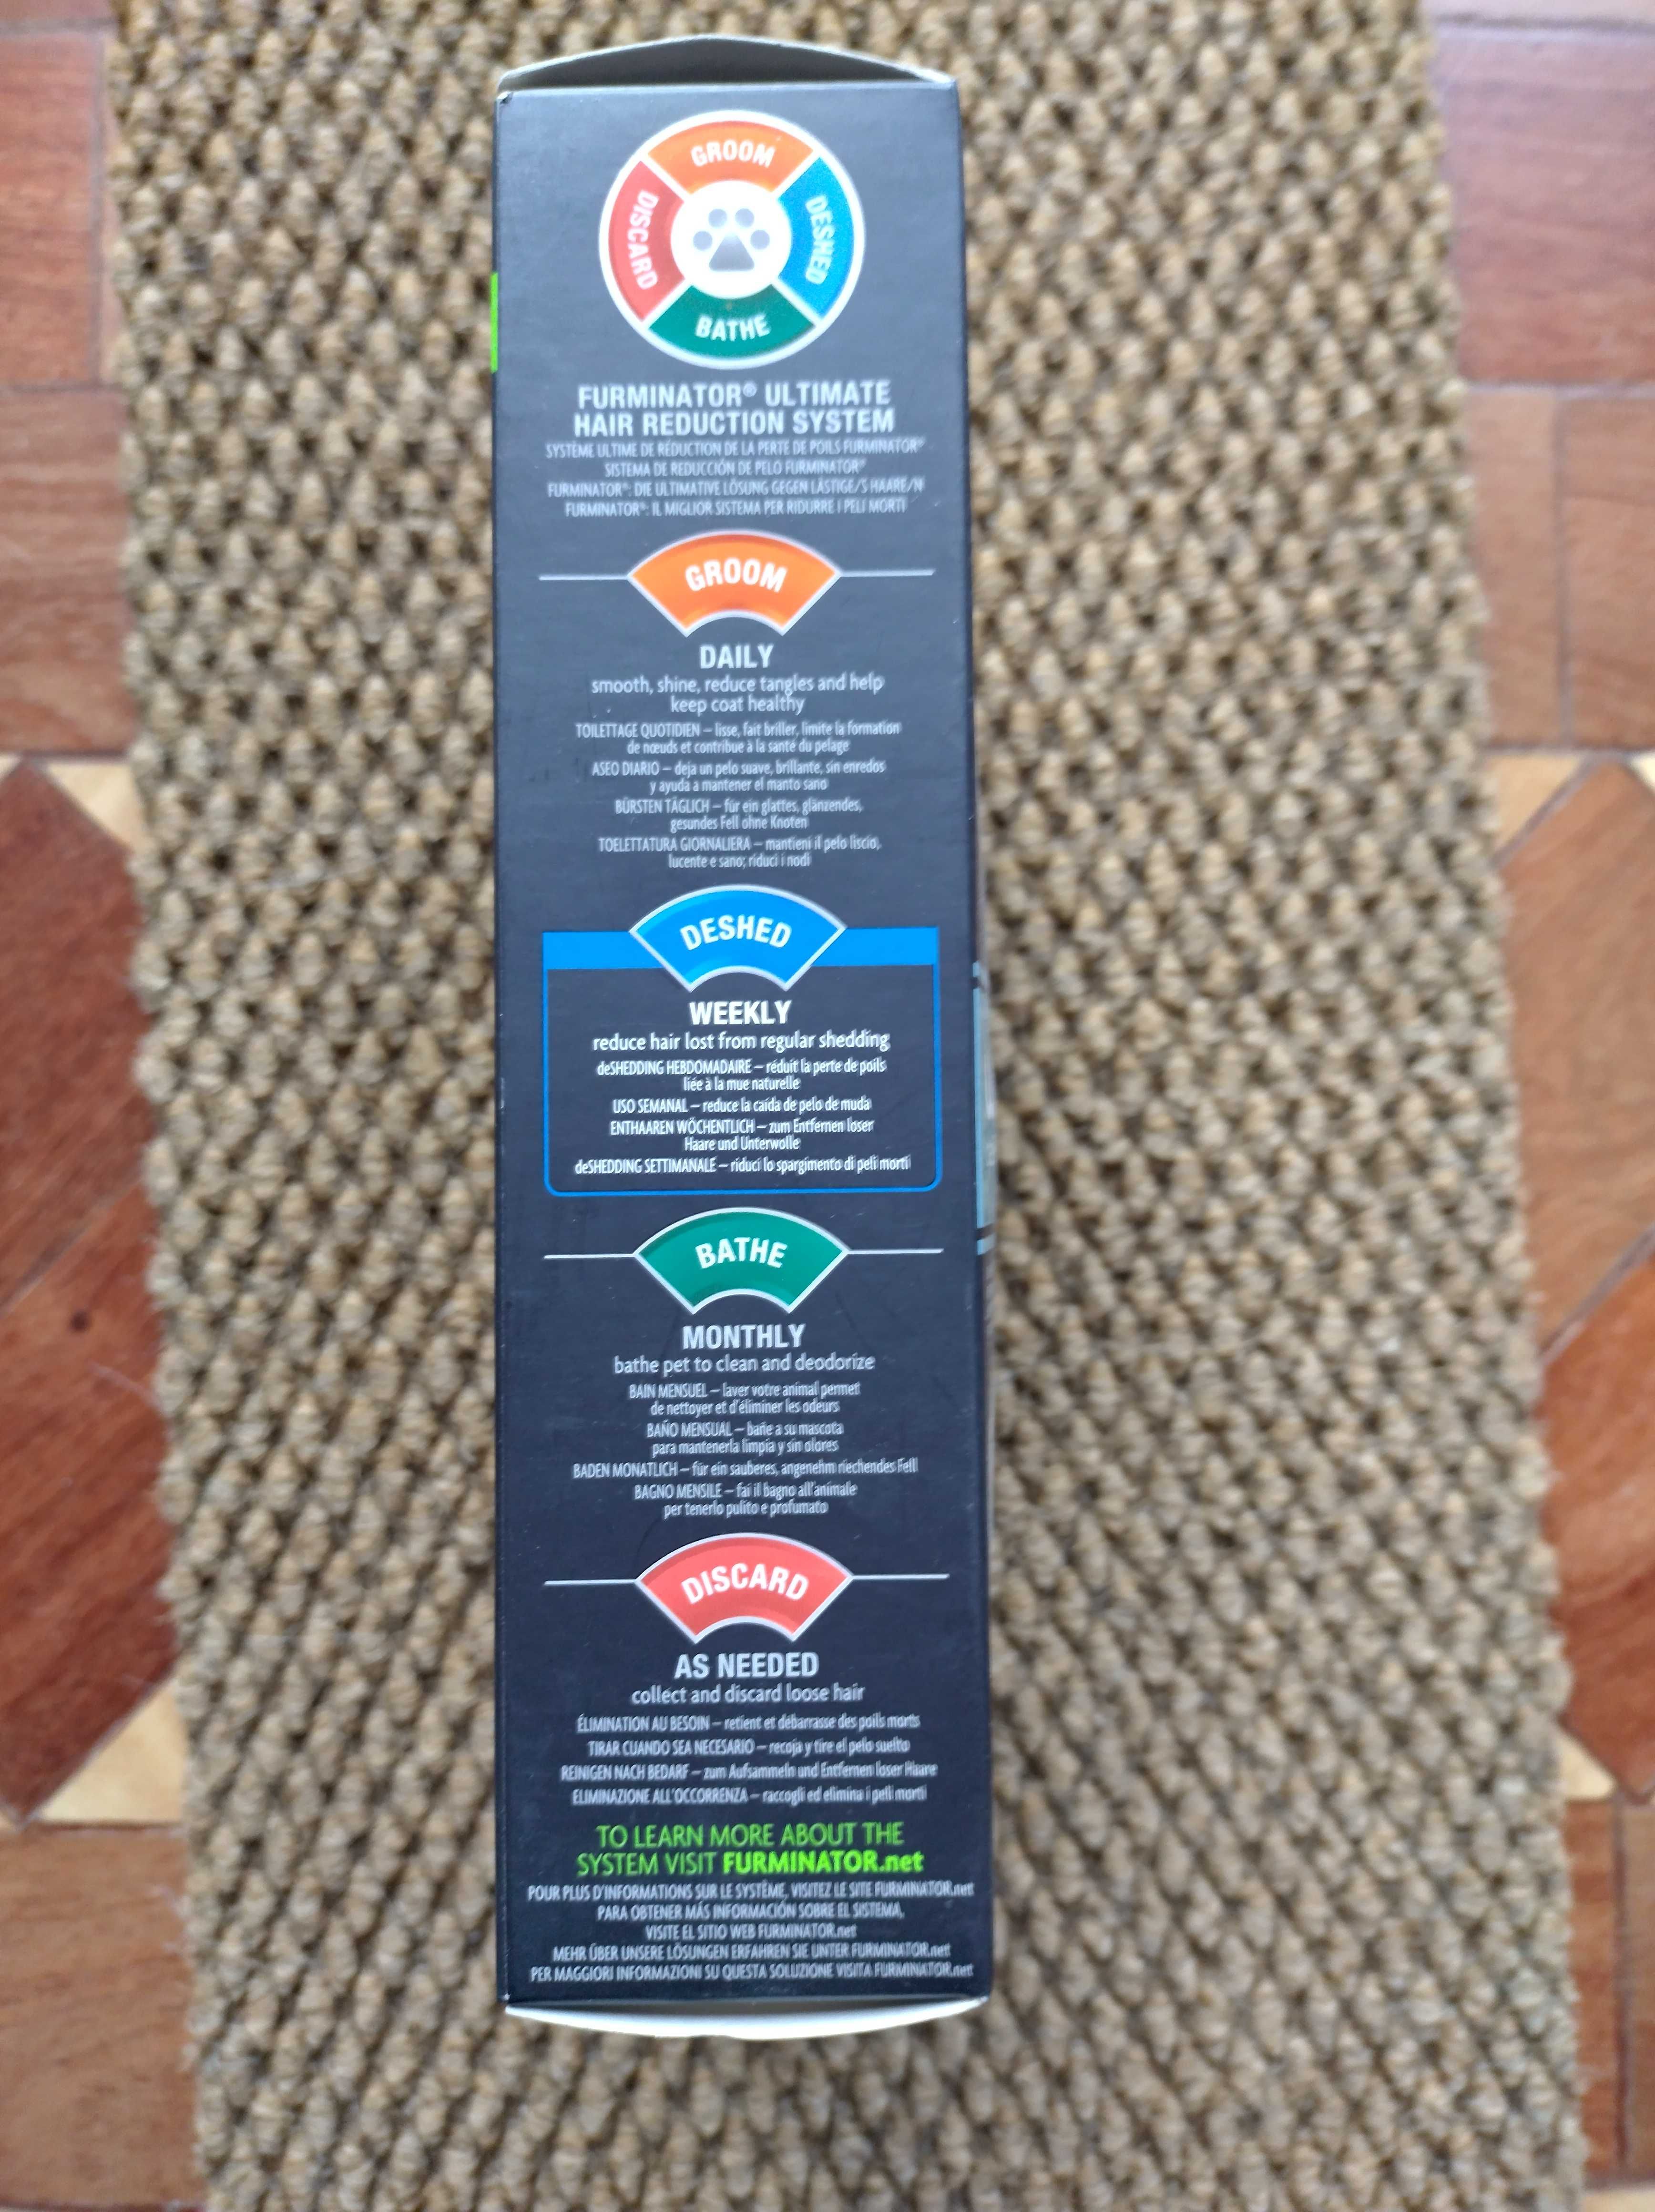 GROOM
DESHED
DISCARD
BATHE
FURMINATOR® ULTIMATE
HAIR REDUCTION SYSTEM
SYSTÈME ULTIME DE RÉDUCTION DE LA PERTE DE POILS FURMINATOR®
SISTEMA DE REDUCCIÓN DE PELO FURMINATOR®
FURMINATOR®: DIE ULTIMATIVE LÖSUNG GEGEN LÄSTIGE/S HAARE/N
FURMINATOR®: IL MIGLIOR SISTEMA PER RIDURRE I PELI MORTI
GROOM
DAILY
smooth, shine, reduce tangles and help
keep coat healthy
TOILETTAGE QUOTIDIEN – lisse, fait briller, limite la formation
de nœuds et contribue à la santé du pelage
ASEO DIARIO – deja un pelo suave, brillante, sin enredos
y ayuda a mantener el manto sano
BÜRSTEN TÄGLICH – für ein glattes, glänzendes,
gesundes Fell ohne Knoten
TOELETTATURA GIORNALIERA – mantieni il pelo liscio,
lucente e sano; riduci i nodi
DESHED
WEEKLY
reduce hair lost from regular shedding
deSHEDDING HEBDOMADAIRE – réduit la perte de poils
liée à la mue naturelle
USO SEMANAL – reduce la caída de pelo de muda
ENTHAAREN WÖCHENTLICH – zum Entfernen loser
Haare und Unterwolle
deSHEDDING SETTIMANALE – riduci lo spargimento di peli morti
BATHE
MONTHLY
bathe pet to clean and deodorize
BAIN MENSUEL – laver votre animal permet
de nettoyer et d'éliminer les odeurs
BAÑO MENSUAL – bañe a su mascota
para mantenerla limpia y sin olores
BADEN MONATLICH – für ein sauberes, angenehm riechendes Fell
BAGNO MENSILE – fai il bagno all'animale
per tenerlo pulito e profumato
DISCARD
AS NEEDED
collect and discard loose hair
ÉLIMINATION AU BESOIN – retient et débarrasse des poils morts
TIRAR CUANDO SEA NECESARIO – recoja y tire el pelo suelto
REINIGEN NACH BEDARF – zum Aufsammeln und Entfernen loser Haare
ELIMINAZIONE ALL'OCCORRENZA – raccogli ed elimina i peli morti
TO LEARN MORE ABOUT THE
SYSTEM VISIT FURMINATOR.net
POUR PLUS D'INFORMATIONS SUR LE SYSTÈME, VISITEZ LE SITE FURMINATOR.net
PARA OBTENER MÁS INFORMACIÓN SOBRE EL SISTEMA,
VISITE EL SITIO WEB FURMINATOR.net
MEHR ÜBER UNSERE LÖSUNGEN ERFAHREN SIE UNTER FURMINATOR.net
PER MAGGIORI INFORMAZIONI SU QUESTA SOLUZIONE VISITA FURMINATOR.net